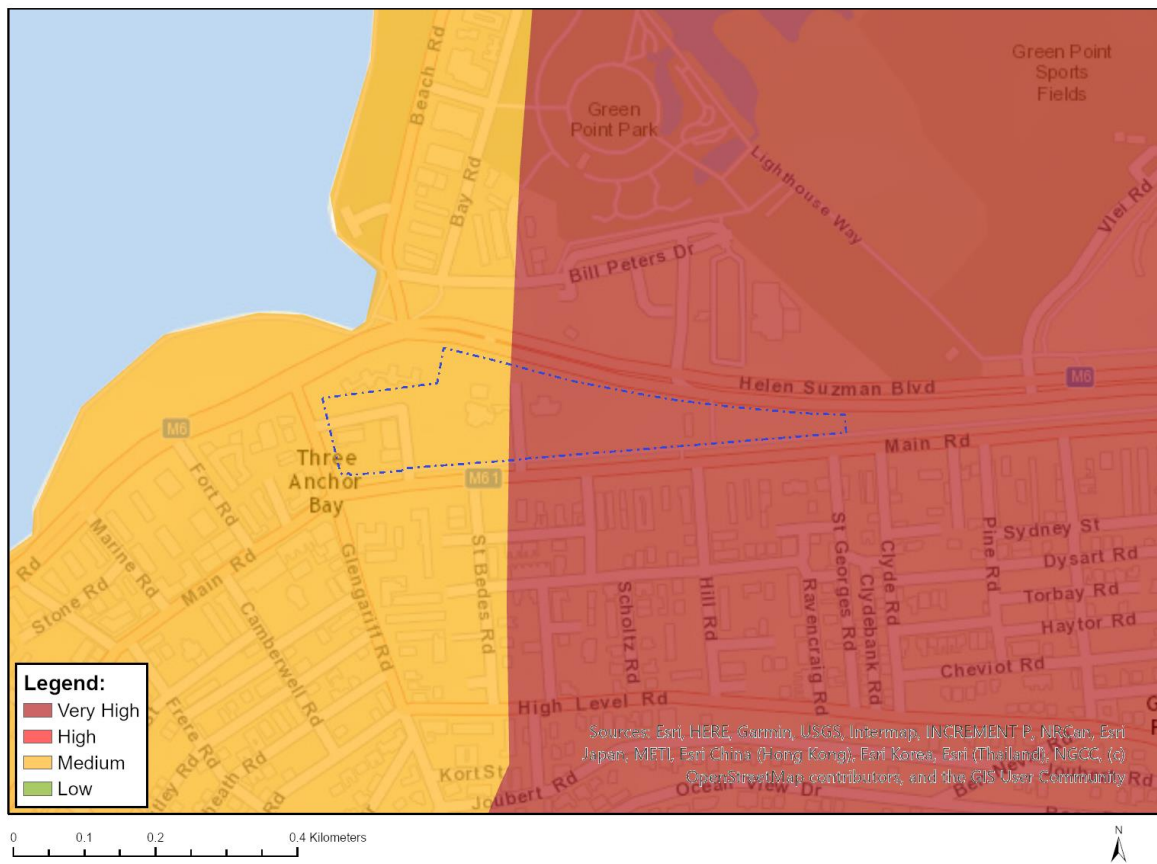 Beach Rd
Bay Rd
Green
Point Park
Green Point
Sports
Fields
Lighthouse Way
Vlei Rd
Bill Peters Dr
Helen Suzman Blvd
M6
M6
Main Rd
Three
Anchor
Bay
M61
Fort Rd
Marine Rd
Rd
Stone Rd
Main Rd
Glengariff Rd
Camberwell Rd
St Bedes Rd
Scholtz Rd
Hill Rd
Ravencraig Rd
St Georges Rd
Clyde Rd
Clydebank Rd
Pine Rd
Sydney St
Dysart Rd
Torbay Rd
Haytor Rd
Cheviot Rd
High Level Rd
Frere Rd
Kort St
Joubert Rd
Ocean View Dr
Legend:
Very High
High
Medium
Low
Sources: Esri, HERE, Garmin, USGS, Intermap, INCREMENT P, NRCan, Esri
Japan, METI, Esri China (Hong Kong), Esri Korea, Esri (Thailand), NGCC, (c)
OpenStreetMap contributors, and the GIS User Community
0 0.1 0.2 0.4 Kilometers
N